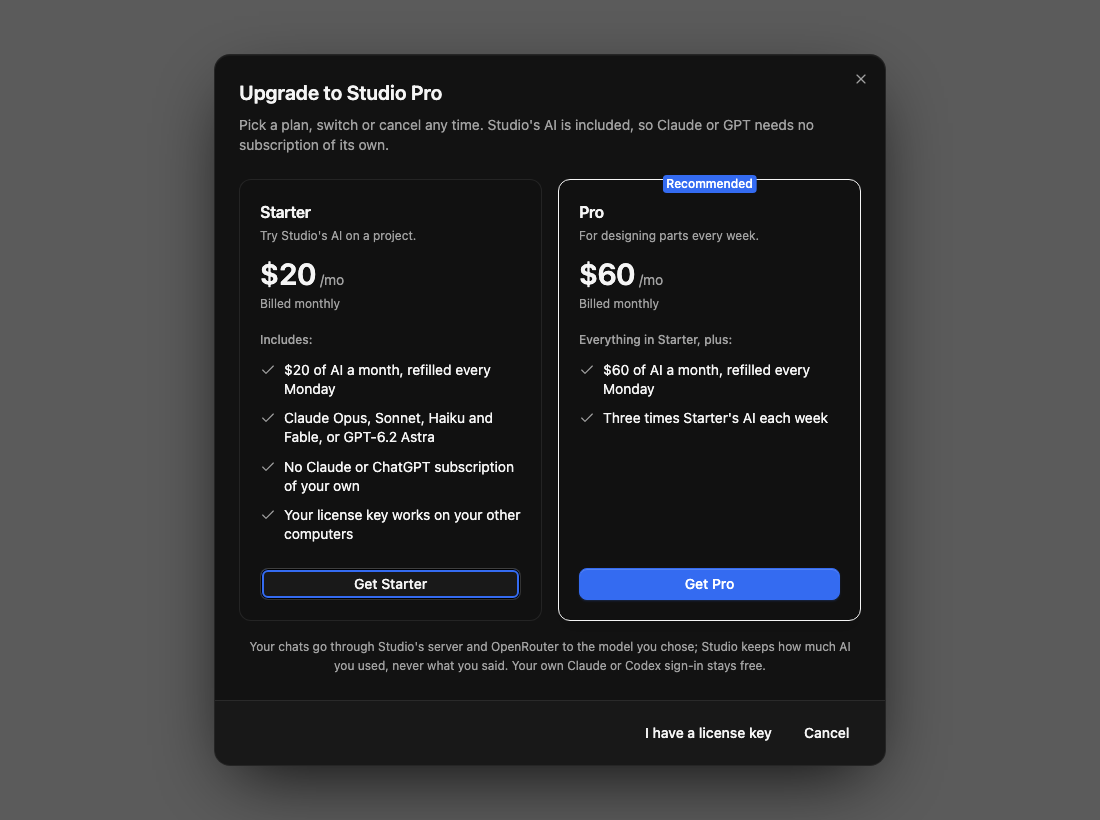 Upgrade to Studio Pro
Pick a plan, switch or cancel any time. Studio's AI is included, so Claude or GPT needs no
subscription of its own.
Starter
Try Studio's AI on a project.
$20 /mo
Billed monthly
Includes:
$20 of AI a month, refilled every
Monday
Claude Opus, Sonnet, Haiku and
Fable, or GPT-6.2 Astra
No Claude or ChatGPT subscription
of your own
Your license key works on your other
computers
Get Starter
Recommended
Pro
For designing parts every week.
$60 /mo
Billed monthly
Everything in Starter, plus:
$60 of AI a month, refilled every
Monday
Three times Starter's AI each week
Get Pro
Your chats go through Studio's server and OpenRouter to the model you chose; Studio keeps how much AI
you used, never what you said. Your own Claude or Codex sign-in stays free.
I have a license key
Cancel